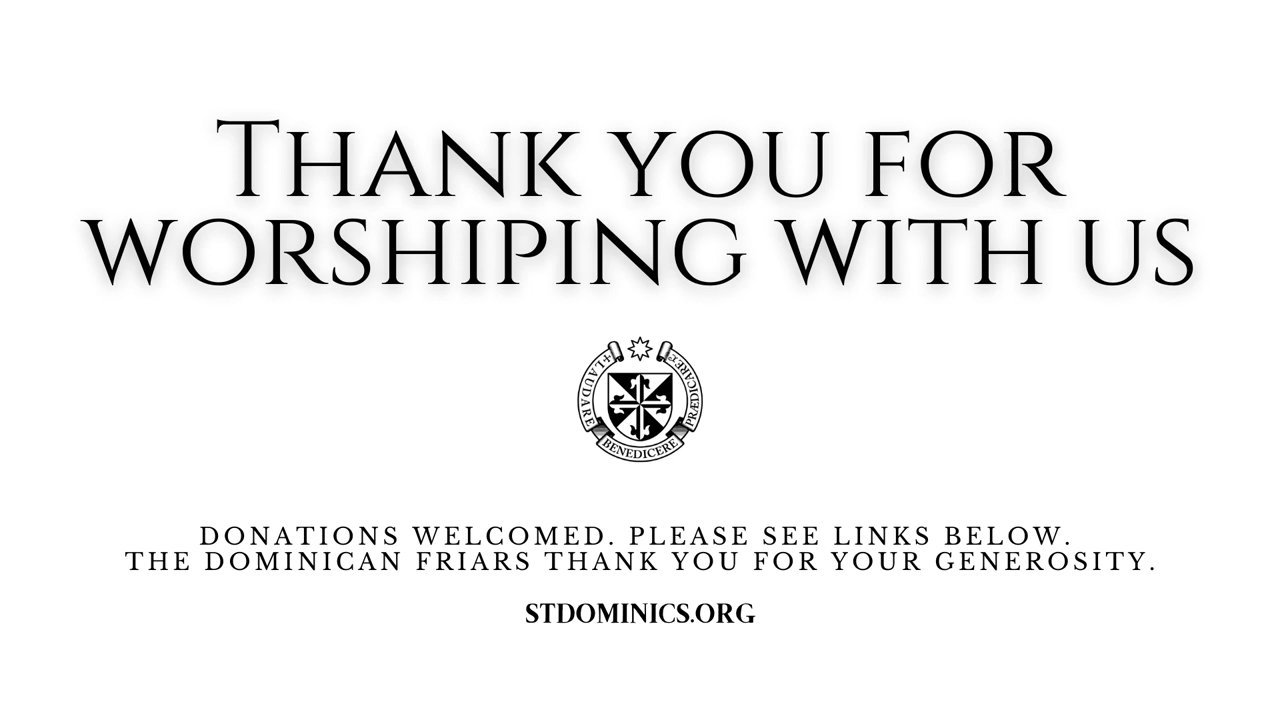 Thank you for
worshiping with us
LAUDARE
BENEDICERE
PRÆDICARE
DONATIONS WELCOMED. PLEASE SEE LINKS BELOW.
THE DOMINICAN FRIARS THANK YOU FOR YOUR GENEROSITY.
STDOMINICS.ORG